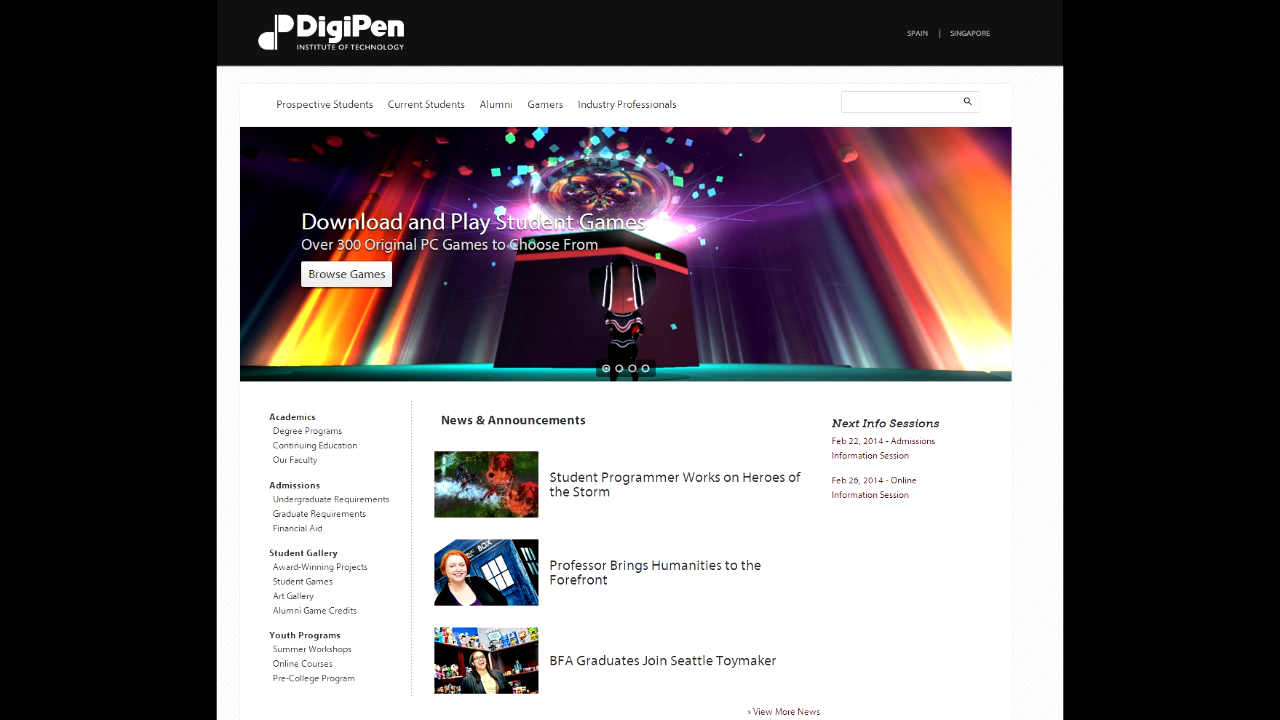 DigiPen
INSTITUTE OF TECHNOLOGY
SPAIN | SINGAPORE
Prospective Students Current Students Alumni Gamers Industry Professionals
Download and Play Student Games
Over 300 Original PC Games to Choose From
Browse Games
Academics
Degree Programs
Continuing Education
Our Faculty
Admissions
Undergraduate Requirements
Graduate Requirements
Financial Aid
Student Gallery
Award-Winning Projects
Student Games
Art Gallery
Alumni Game Credits
Youth Programs
Summer Workshops
Online Courses
Pre-College Program
News & Announcements
Student Programmer Works on Heroes of
the Storm
BOX
Professor Brings Humanities to the
Forefront
BFA Graduates Join Seattle Toymaker
» View More News
Next Info Sessions
Feb 22, 2014 - Admissions
Information Session
Feb 26, 2014 - Online
Information Session